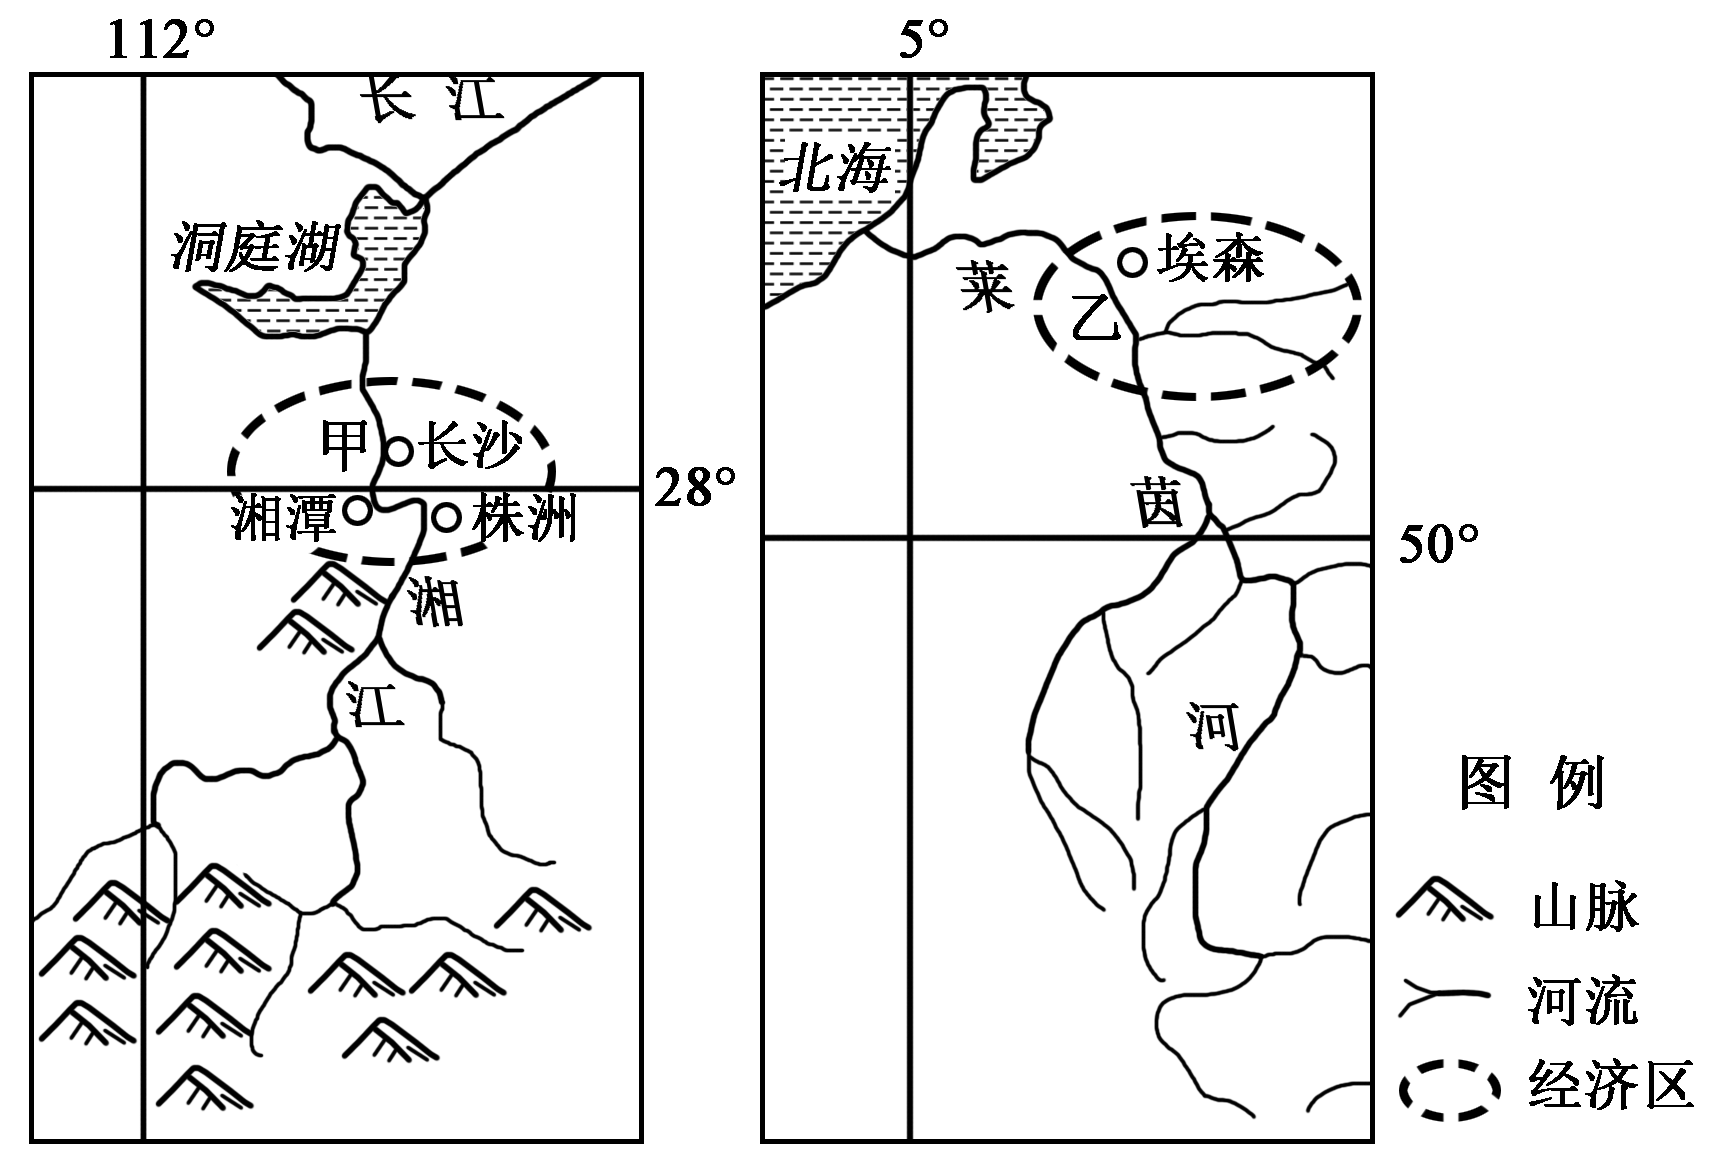 112°
长 江
洞庭湖
甲
长沙
28°
湘潭
株洲
湘
江
5°
北海
埃森
莱
乙
茵
50°
河
图 例
山脉
河流
经济区